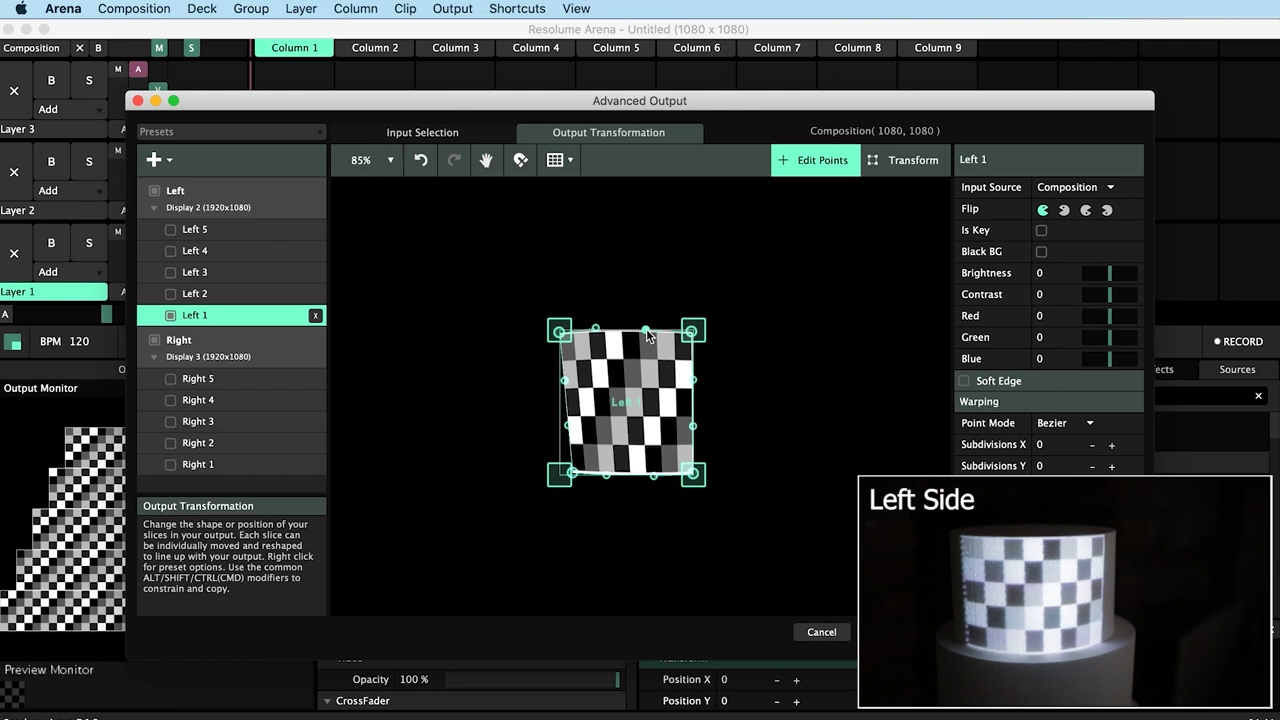 Arena Composition Deck Group Layer Column Clip Output Shortcuts View
Resolume Arena - Untitled (1080 x 1080)
Composition X B M S Column 1 Column 2 Column 3 Column 4 Column 5 Column 6 Column 7 Column 8 Column 9
B S M A
Add
Layer 3
B S M
Add
Layer 2
B S M
Add
Layer 1
A
BPM 120
RECORD
Sources
Output Monitor
Preview Monitor
Advanced Output
Presets
Input Selection
Output Transformation
Composition( 1080, 1080 )
85%
Edit Points
Transform
Left
Display 2 (1920x1080)
Left 5
Left 4
Left 3
Left 2
Left 1 X
Right
Display 3 (1920x1080)
Right 5
Right 4
Right 3
Right 2
Right 1
Output Transformation
Change the shape or position of your
slices in your output. Each slice can
be individually moved and reshaped
to line up with your output. Right click
for preset options. Use the common
ALT/SHIFT/CTRL(CMD) modifiers to
constrain and copy.
Left 1
Left 1
Input Source Composition
Flip
Is Key
Black BG
Brightness 0
Contrast 0
Red 0
Green 0
Blue 0
Soft Edge
Warping
Point Mode Bezier
Subdivisions X 0 - +
Subdivisions Y 0 - +
Cancel
Left Side
Opacity 100 %
CrossFader
Position X 0 - +
Position Y 0 - +